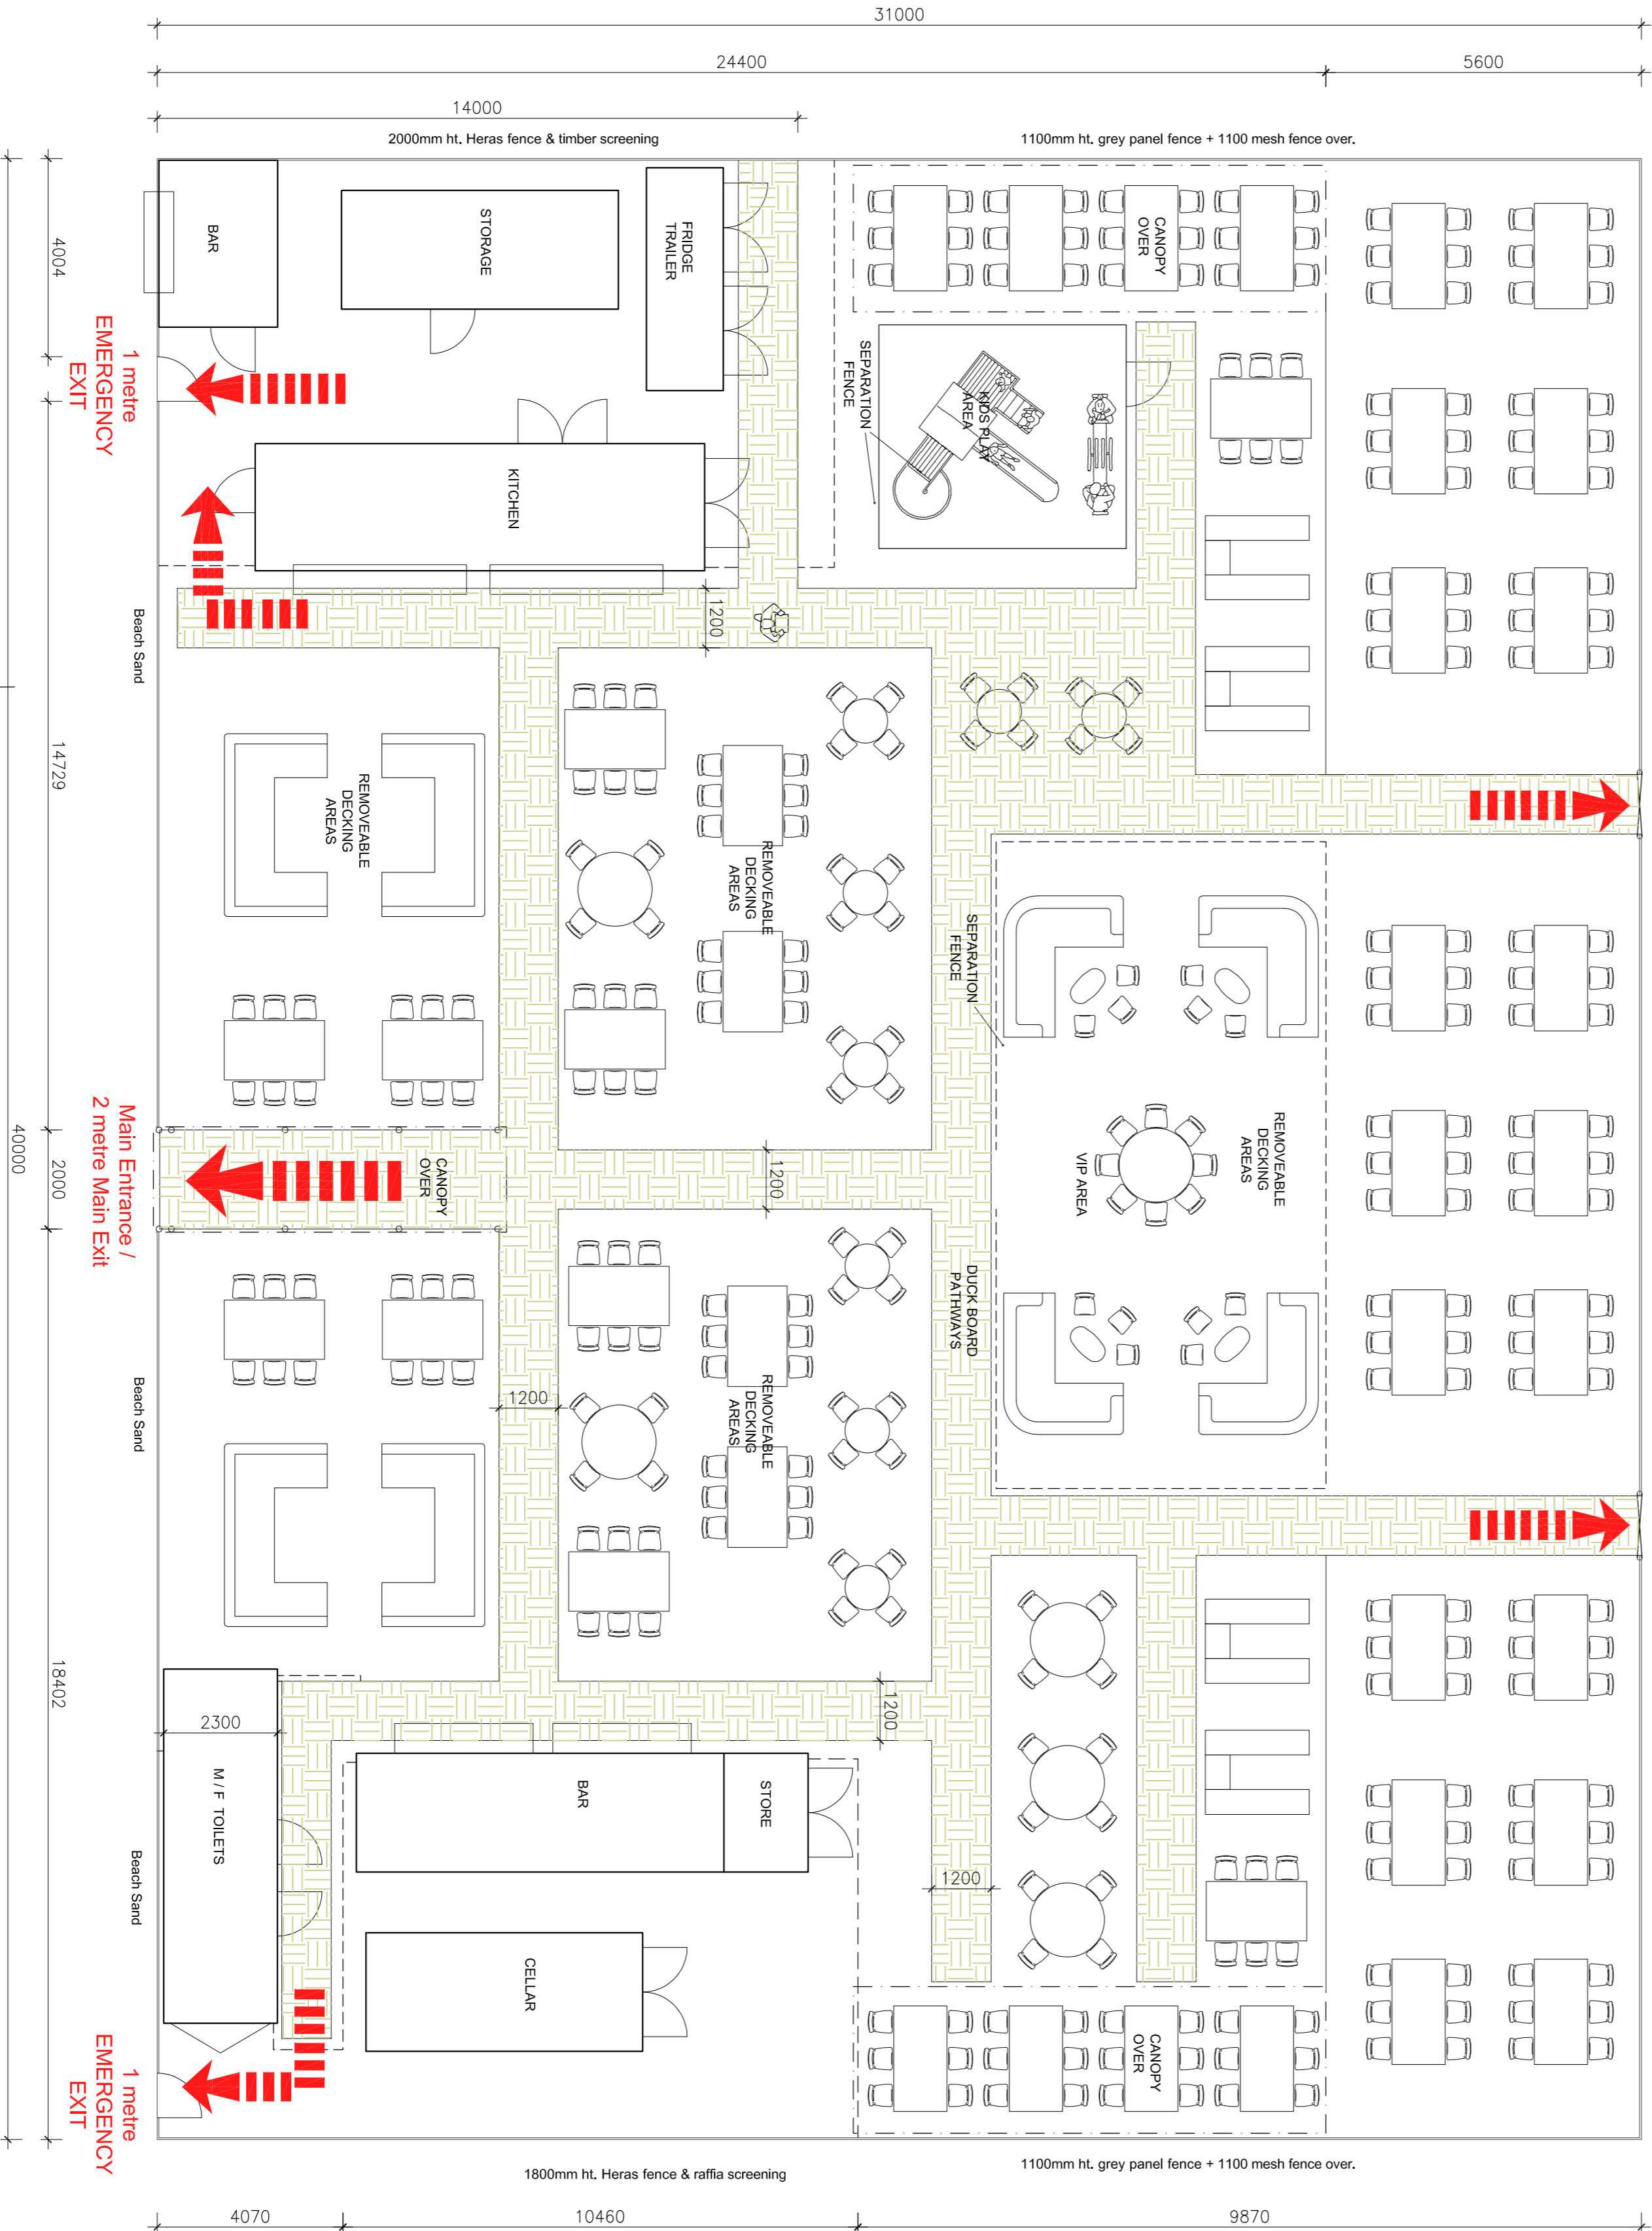 31000
24400
5600
14000
2000mm ht. Heras fence & timber screening
1100mm ht. grey panel fence + 1100 mesh fence over.
BAR
STORAGE
FRIDGE
TRAILER
CANOPY
OVER
4004
1 metre
EMERGENCY
EXIT
SEPARATION
FENCE
KIDS PLAY
AREA
KITCHEN
Beach Sand
1200
14729
REMOVEABLE
DECKING
AREAS
REMOVEABLE
DECKING
AREAS
SEPARATION
FENCE
Main Entrance /
2 metre Main Exit
40000
2000
CANOPY
OVER
1200
VIP AREA
REMOVEABLE
DECKING
AREAS
DUCK BOARD
PATHWAYS
Beach Sand
1200
REMOVEABLE
DECKING
AREAS
18402
2300
1200
M / F TOILETS
BAR
STORE
Beach Sand
1200
CELLAR
CANOPY
OVER
1 metre
EMERGENCY
EXIT
1800mm ht. Heras fence & raffia screening
1100mm ht. grey panel fence + 1100 mesh fence over.
4070
10460
9870